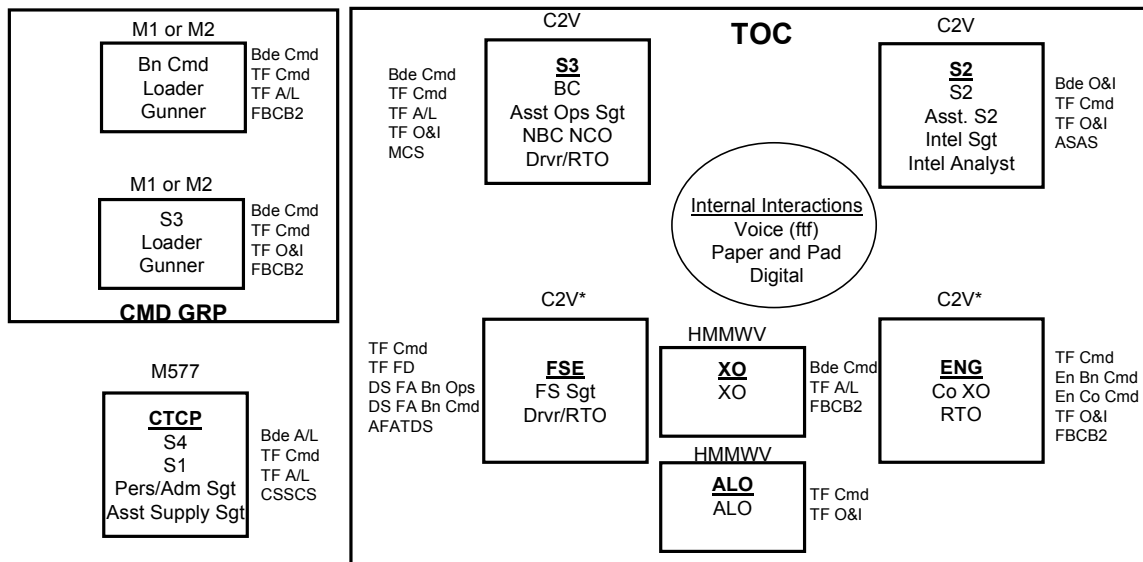 M1 or M2
Bn Cmd
Loader
Gunner
Bde Cmd
TF Cmd
TF A/L
FBCB2
M1 or M2
S3
Loader
Gunner
Bde Cmd
TF Cmd
TF O&I
FBCB2
CMD GRP
M577
CTCP
S4
S1
Pers/Adm Sgt
Asst Supply Sgt
Bde A/L
TF Cmd
TF A/L
CSSCS
TOC
C2V
Bde Cmd
TF Cmd
TF A/L
TF O&I
MCS
S3
BC
Asst Ops Sgt
NBC NCO
Drvr/RTO
C2V
S2
S2
Asst. S2
Intel Sgt
Intel Analyst
Bde O&I
TF Cmd
TF O&I
ASAS
Internal Interactions
Voice (ftf)
Paper and Pad
Digital
C2V*
TF Cmd
TF FD
DS FA Bn Ops
DS FA Bn Cmd
AFATDS
FSE
FS Sgt
Drvr/RTO
HMMWV
XO
XO
Bde Cmd
TF A/L
FBCB2
C2V*
ENG
Co XO
RTO
TF Cmd
En Bn Cmd
En Co Cmd
TF O&I
FBCB2
HMMWV
ALO
ALO
TF Cmd
TF O&I